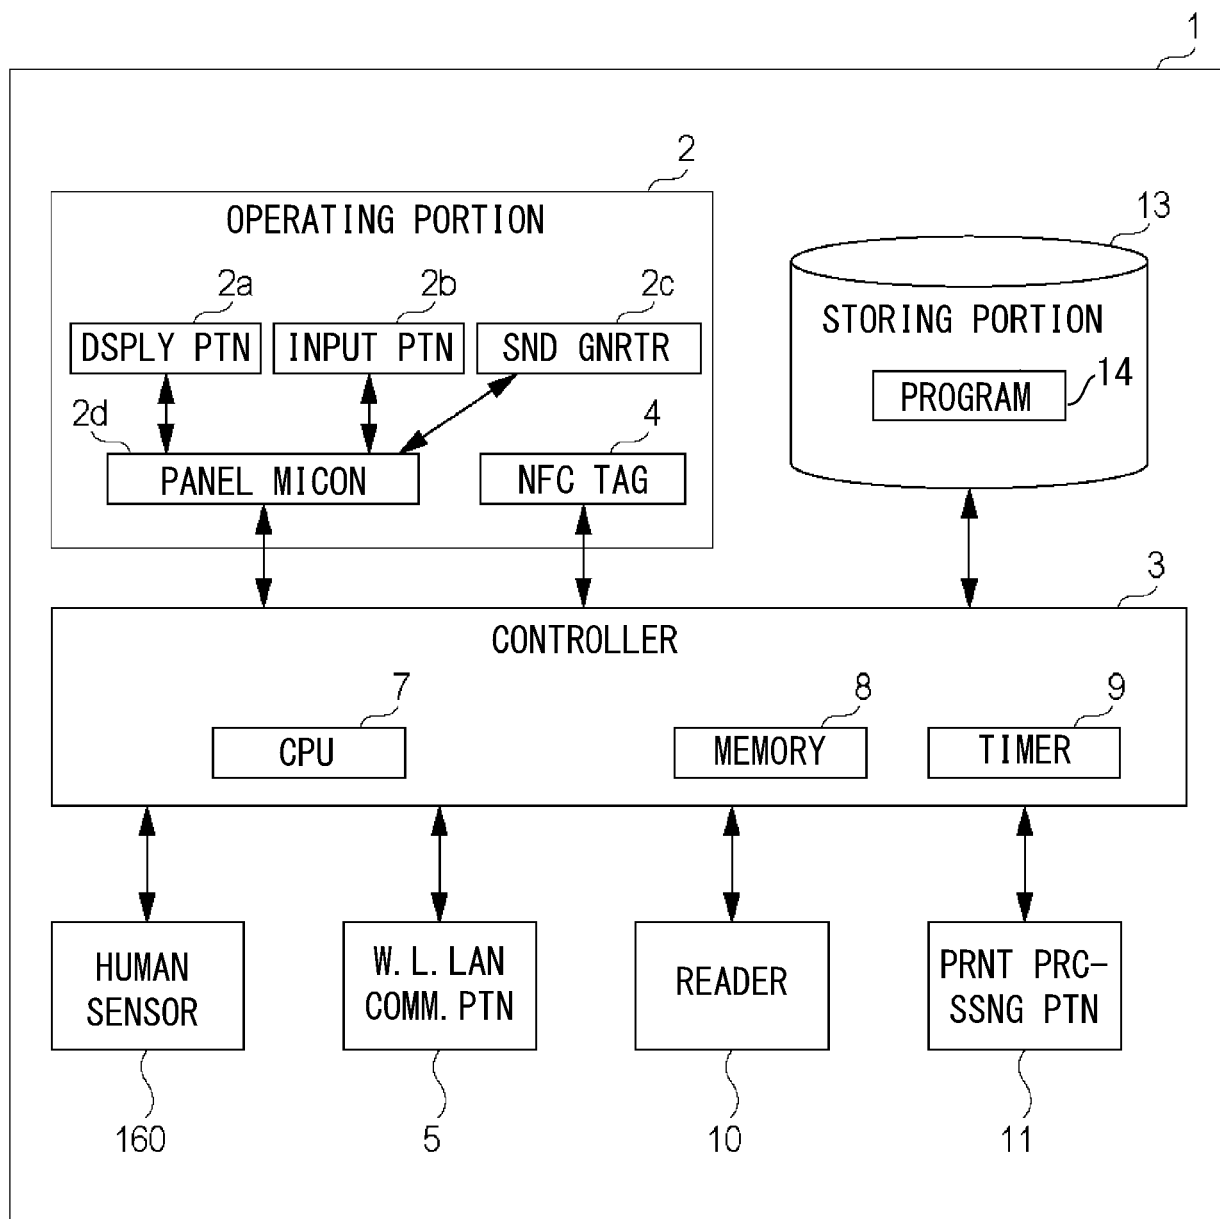 1
2
OPERATING PORTION
13
2a
2b
2c
STORING PORTION
DSPLY PTN
INPUT PTN
SND GNRTR
PROGRAM
14
2d
4
PANEL MICON
NFC TAG
3
CONTROLLER
7
8
9
CPU
MEMORY
TIMER
HUMAN
SENSOR
W.L.LAN
COMM.PTN
READER
PRNT PRC-
SSNG PTN
160
5
10
11